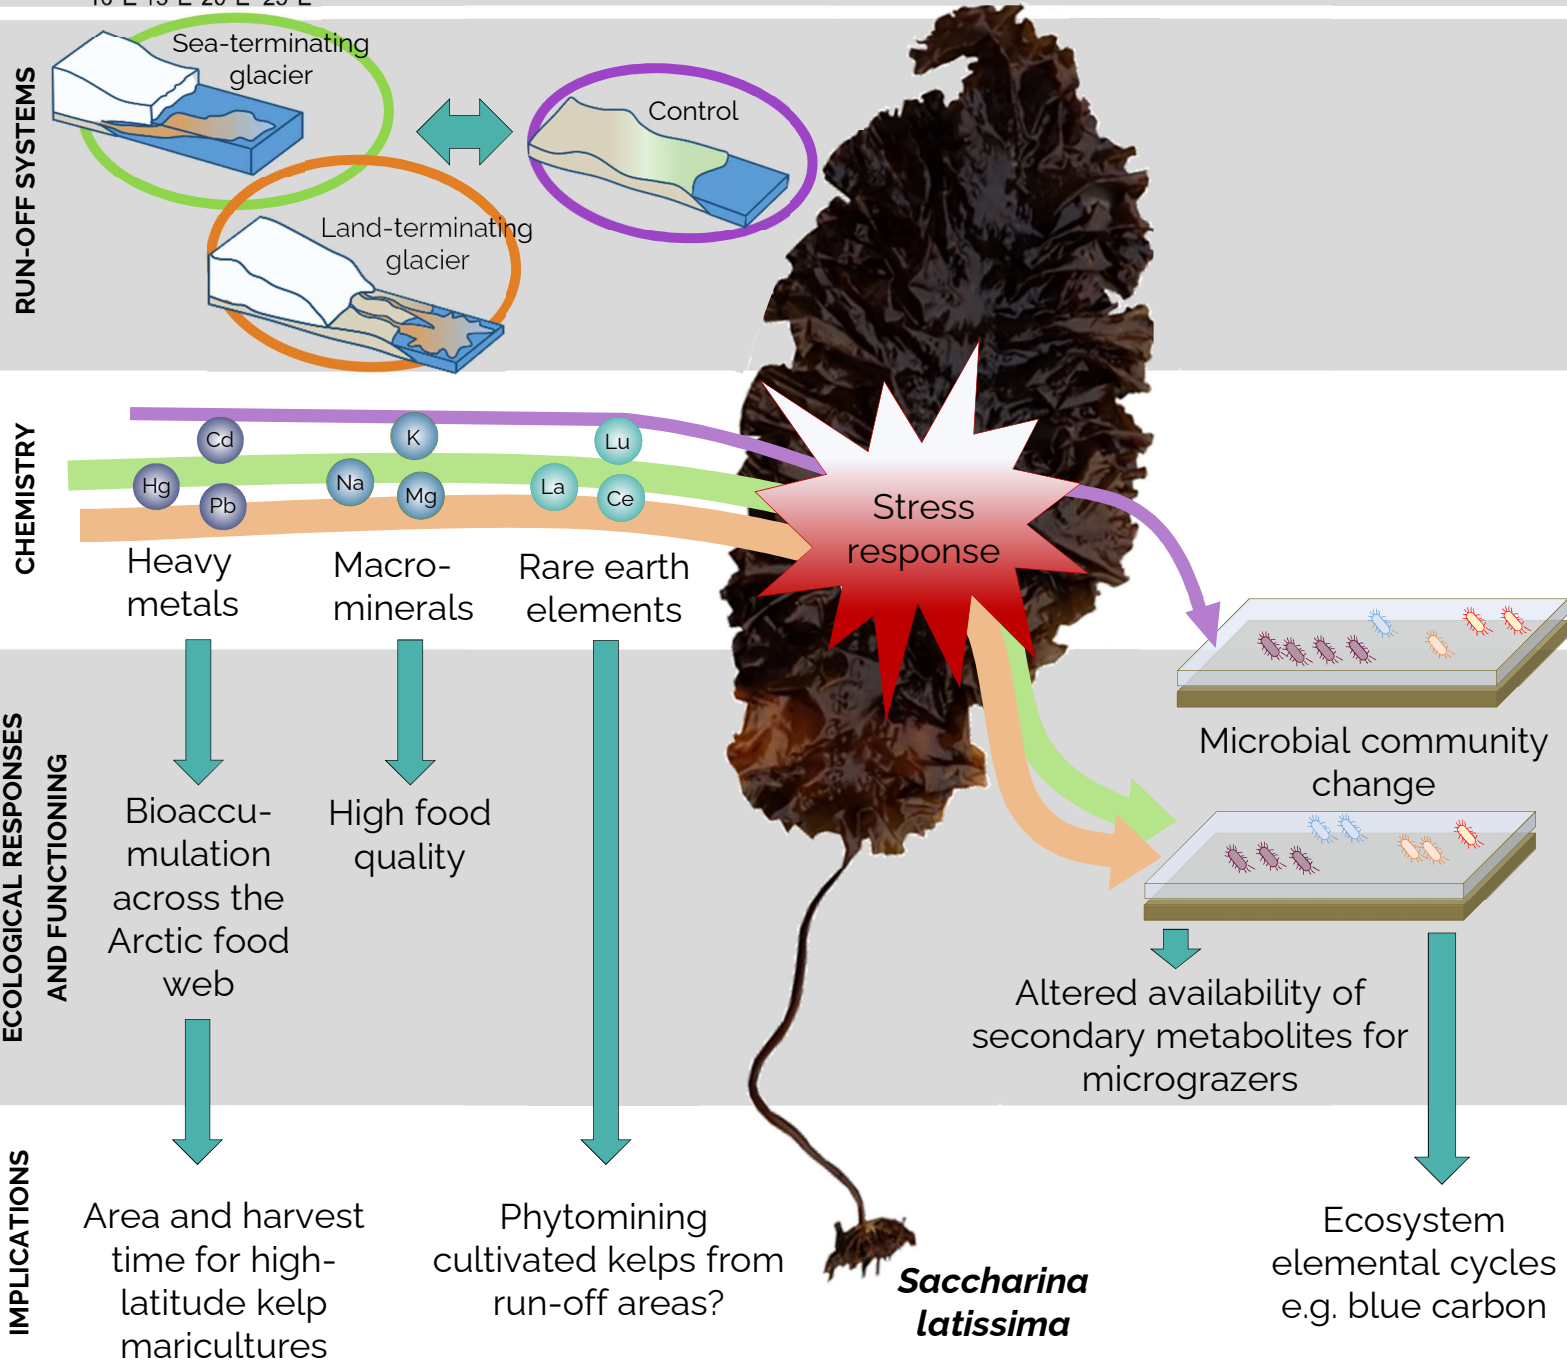 RUN-OFF SYSTEMS
Sea-terminating
glacier
Control
Land-terminating
glacier
CHEMISTRY
Cd
K
Lu
Hg
Na
La
Pb
Mg
Ce
Heavy
metals
Macro-
minerals
Rare earth
elements
Stress
response
ECOLOGICAL RESPONSES
AND FUNCTIONING
Bioaccu-
mulation
across the
Arctic food
web
High food
quality
Microbial community
change
Altered availability of
secondary metabolites for
micrograzers
IMPLICATIONS
Area and harvest
time for high-
latitude kelp
maricultures
Phytomining
cultivated kelps from
run-off areas?
Saccharina
latissima
Ecosystem
elemental cycles
e.g. blue carbon